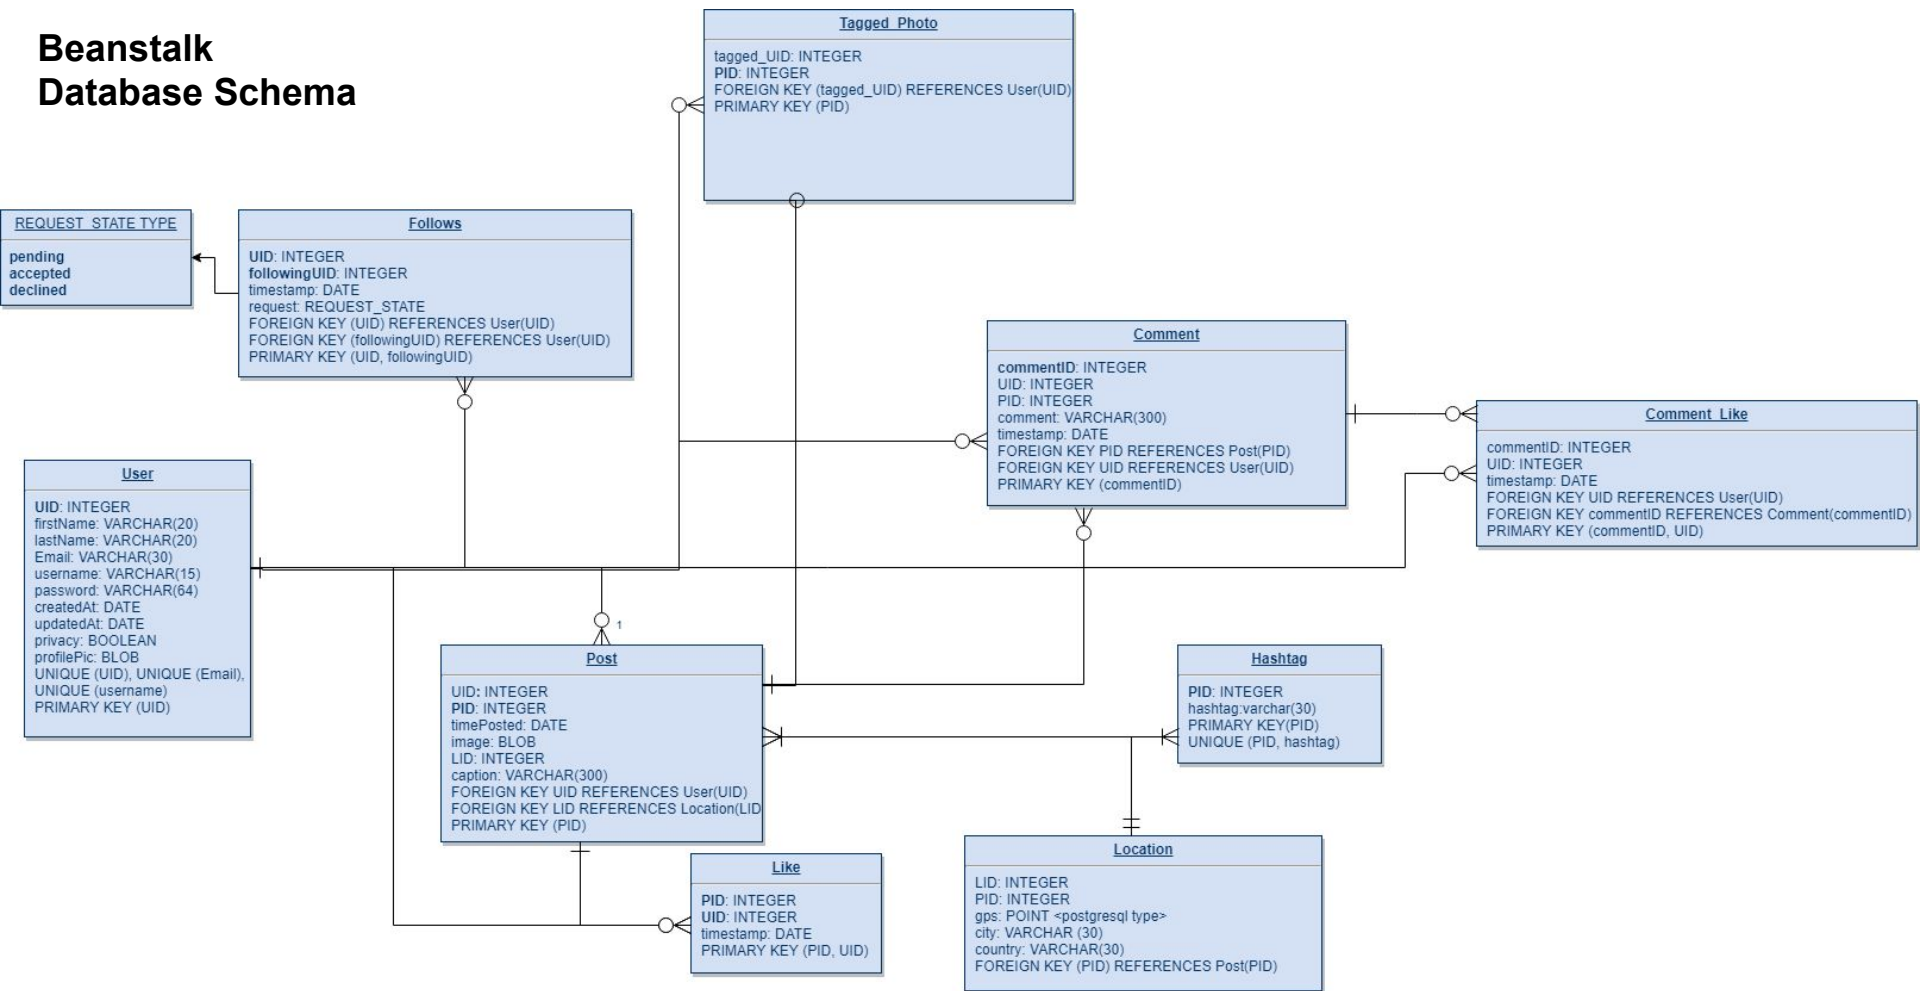 Beanstalk
Database Schema
Tagged_Photo
tagged_UID: INTEGER
PID: INTEGER
FOREIGN KEY (tagged_UID) REFERENCES User(UID)
PRIMARY KEY (PID)
REQUEST_STATE TYPE
pending
accepted
declined
Follows
UID: INTEGER
followingUID: INTEGER
timestamp: DATE
request: REQUEST_STATE
FOREIGN KEY (UID) REFERENCES User(UID)
FOREIGN KEY (followingUID) REFERENCES User(UID)
PRIMARY KEY (UID, followingUID)
Comment
commentID: INTEGER
UID: INTEGER
PID: INTEGER
comment: VARCHAR(300)
timestamp: DATE
FOREIGN KEY PID REFERENCES Post(PID)
FOREIGN KEY UID REFERENCES User(UID)
PRIMARY KEY (commentID)
Comment_Like
commentID: INTEGER
UID: INTEGER
timestamp: DATE
FOREIGN KEY UID REFERENCES User(UID)
FOREIGN KEY commentID REFERENCES Comment(commentID)
PRIMARY KEY (commentID, UID)
User
UID: INTEGER
firstName: VARCHAR(20)
lastName: VARCHAR(20)
Email: VARCHAR(30)
username: VARCHAR(15)
password: VARCHAR(64)
createdAt: DATE
updatedAt: DATE
privacy: BOOLEAN
profilePic: BLOB
UNIQUE (UID), UNIQUE (Email),
UNIQUE (username)
PRIMARY KEY (UID)
1
Post
UID: INTEGER
PID: INTEGER
timePosted: DATE
image: BLOB
LID: INTEGER
caption: VARCHAR(300)
FOREIGN KEY UID REFERENCES User(UID)
FOREIGN KEY LID REFERENCES Location(LID
PRIMARY KEY (PID)
Hashtag
PID: INTEGER
hashtag:varchar(30)
PRIMARY KEY(PID)
UNIQUE (PID, hashtag)
Like
PID: INTEGER
UID: INTEGER
timestamp: DATE
PRIMARY KEY (PID, UID)
Location
LID: INTEGER
PID: INTEGER
gps: POINT <postgresql type>
city: VARCHAR (30)
country: VARCHAR(30)
FOREIGN KEY (PID) REFERENCES Post(PID)